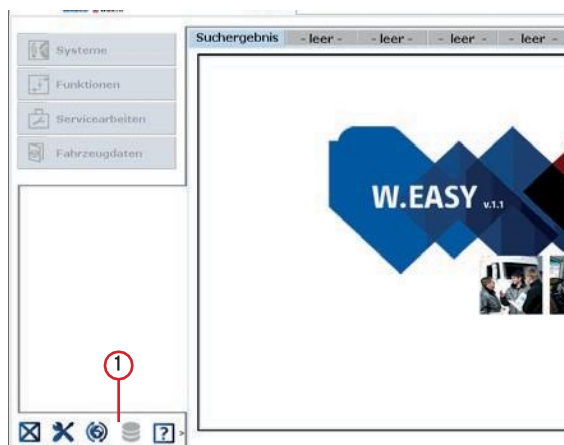 Suchergebnis - leer - - leer - - leer - - leer -
Systeme
Funktionen
Servicearbeiten
Fahrzeugdaten
W.EASY v.1.1
1
?